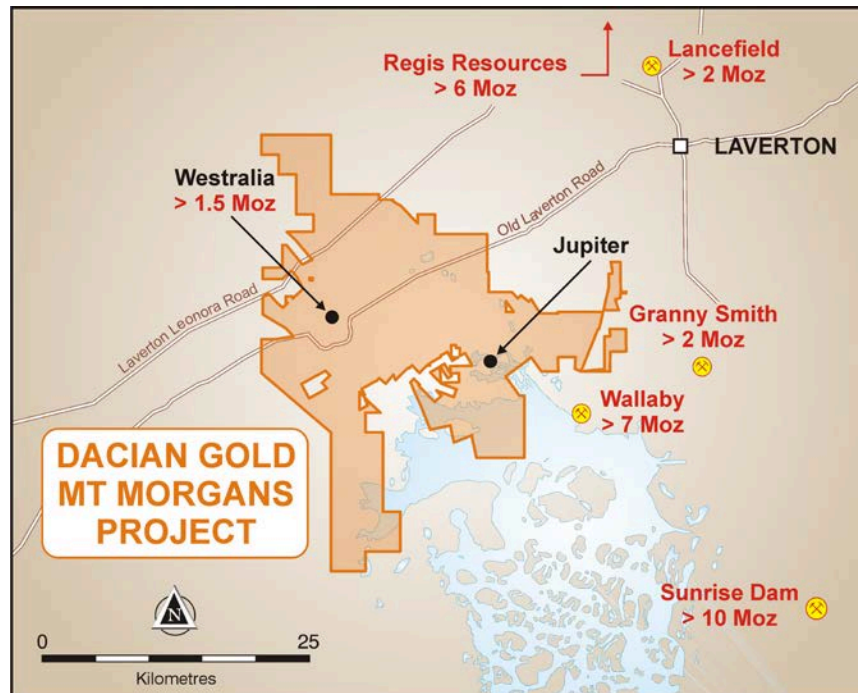 Regis Resources
> 6 Moz
Lancefield
> 2 Moz
LAVERTON
Westralia
> 1.5 Moz
Old Laverton Road
Jupiter
Laverton Leonora Road
Granny Smith
> 2 Moz
Wallaby
> 7 Moz
DACIAN GOLD
MT MORGANS
PROJECT
Sunrise Dam
> 10 Moz
N
0
25
Kilometres